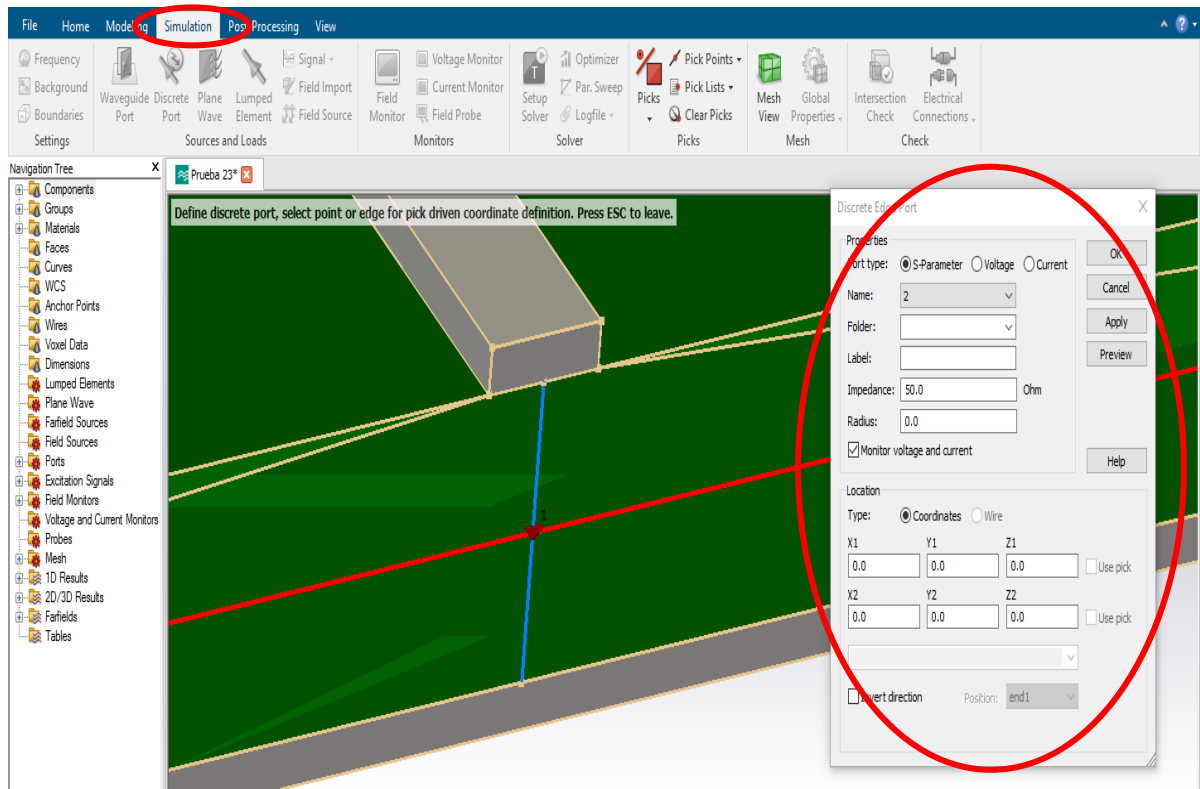 File Home Modeling Simulation Post-Processing View
Frequency
Background
Boundaries
Settings
Waveguide Port
Discrete Port
Plane Wave
Lumped Element
Signal
Field Import
Field Source
Sources and Loads
Field Monitor
Voltage Monitor
Current Monitor
Field Probe
Monitors
Setup Solver
Optimizer
Par. Sweep
Logfile
Solver
Picks
Pick Points
Pick Lists
Clear Picks
Picks
Mesh View
Global Properties
Mesh
Intersection Check
Electrical Connections
Check
Navigation Tree X
Components
Groups
Materials
Faces
Curves
WCS
Anchor Points
Wires
Voxel Data
Dimensions
Lumped Elements
Plane Wave
Farfield Sources
Field Sources
Ports
Excitation Signals
Field Monitors
Voltage and Current Monitors
Probes
Mesh
1D Results
2D/3D Results
Farfields
Tables
Prueba 23*
Define discrete port, select point or edge for pick driven coordinate definition. Press ESC to leave.
1
Discrete Edge Port
Properties
Port type: S-Parameter Voltage Current
Name: 2
Folder:
Label:
Impedance: 50.0 Ohm
Radius: 0.0
Monitor voltage and current
OK
Cancel
Apply
Preview
Help
Location
Type: Coordinates Wire
X1 Y1 Z1
0.0 0.0 0.0 Use pick
X2 Y2 Z2
0.0 0.0 0.0 Use pick
Invert direction Position: end1